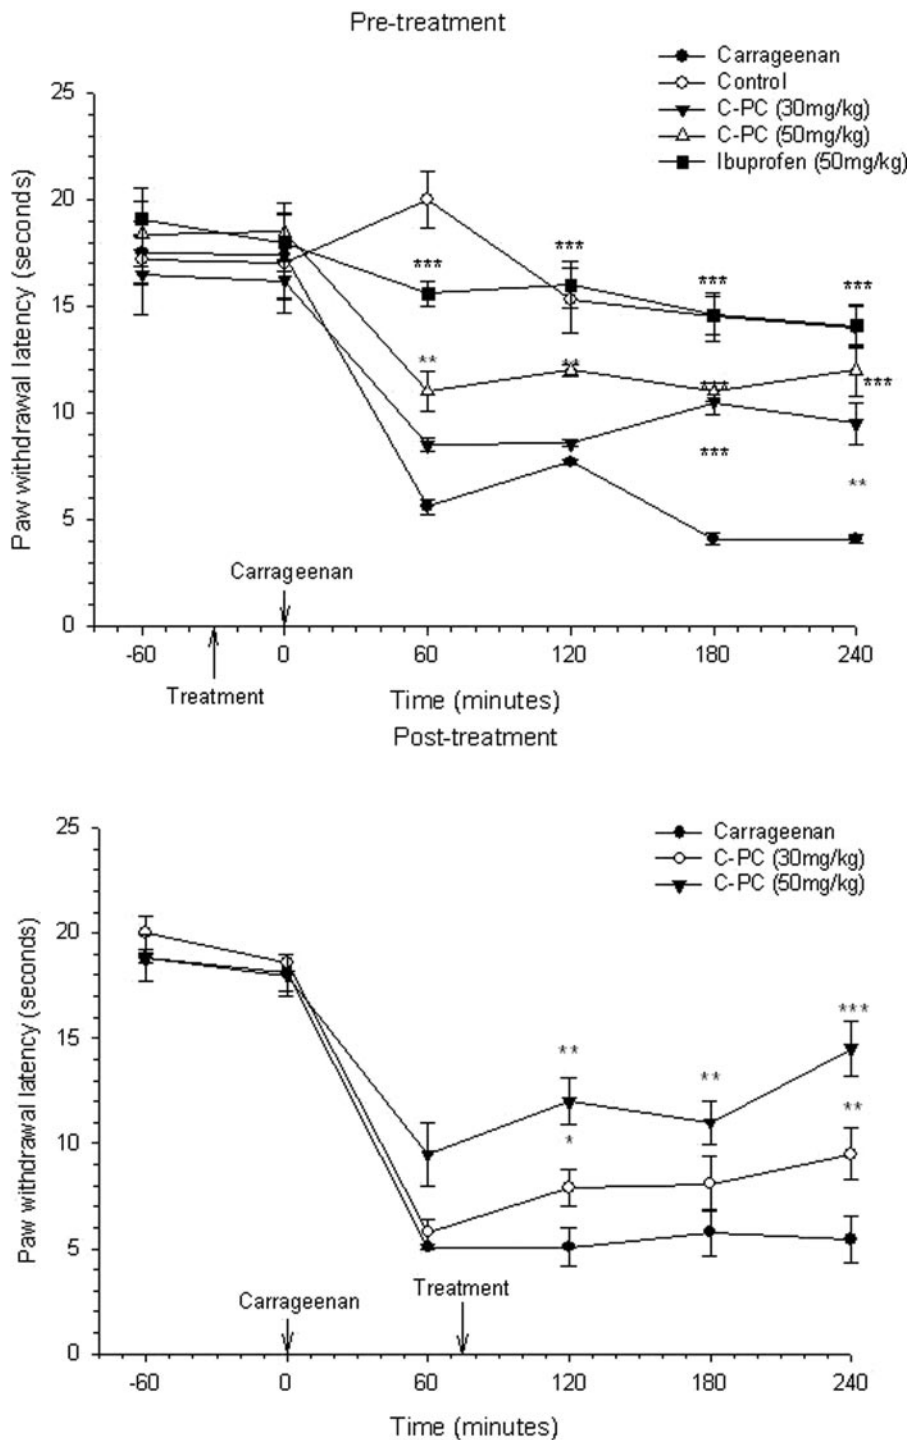 Pre-treatment
Carrageenan
Control
C-PC (30mg/kg)
C-PC (50mg/kg)
Ibuprofen (50mg/kg)
25
20
15
10
5
0
Paw withdrawal latency (seconds)
***
***
***
***
**
**
***
***
***
**
Carrageenan
-60
0
60
120
180
240
Treatment
Time (minutes)
Post-treatment
Carrageenan
C-PC (30mg/kg)
C-PC (50mg/kg)
25
20
15
10
5
0
Paw withdrawal latency (seconds)
***
**
**
**
*
Treatment
Carrageenan
-60
0
60
120
180
240
Time (minutes)